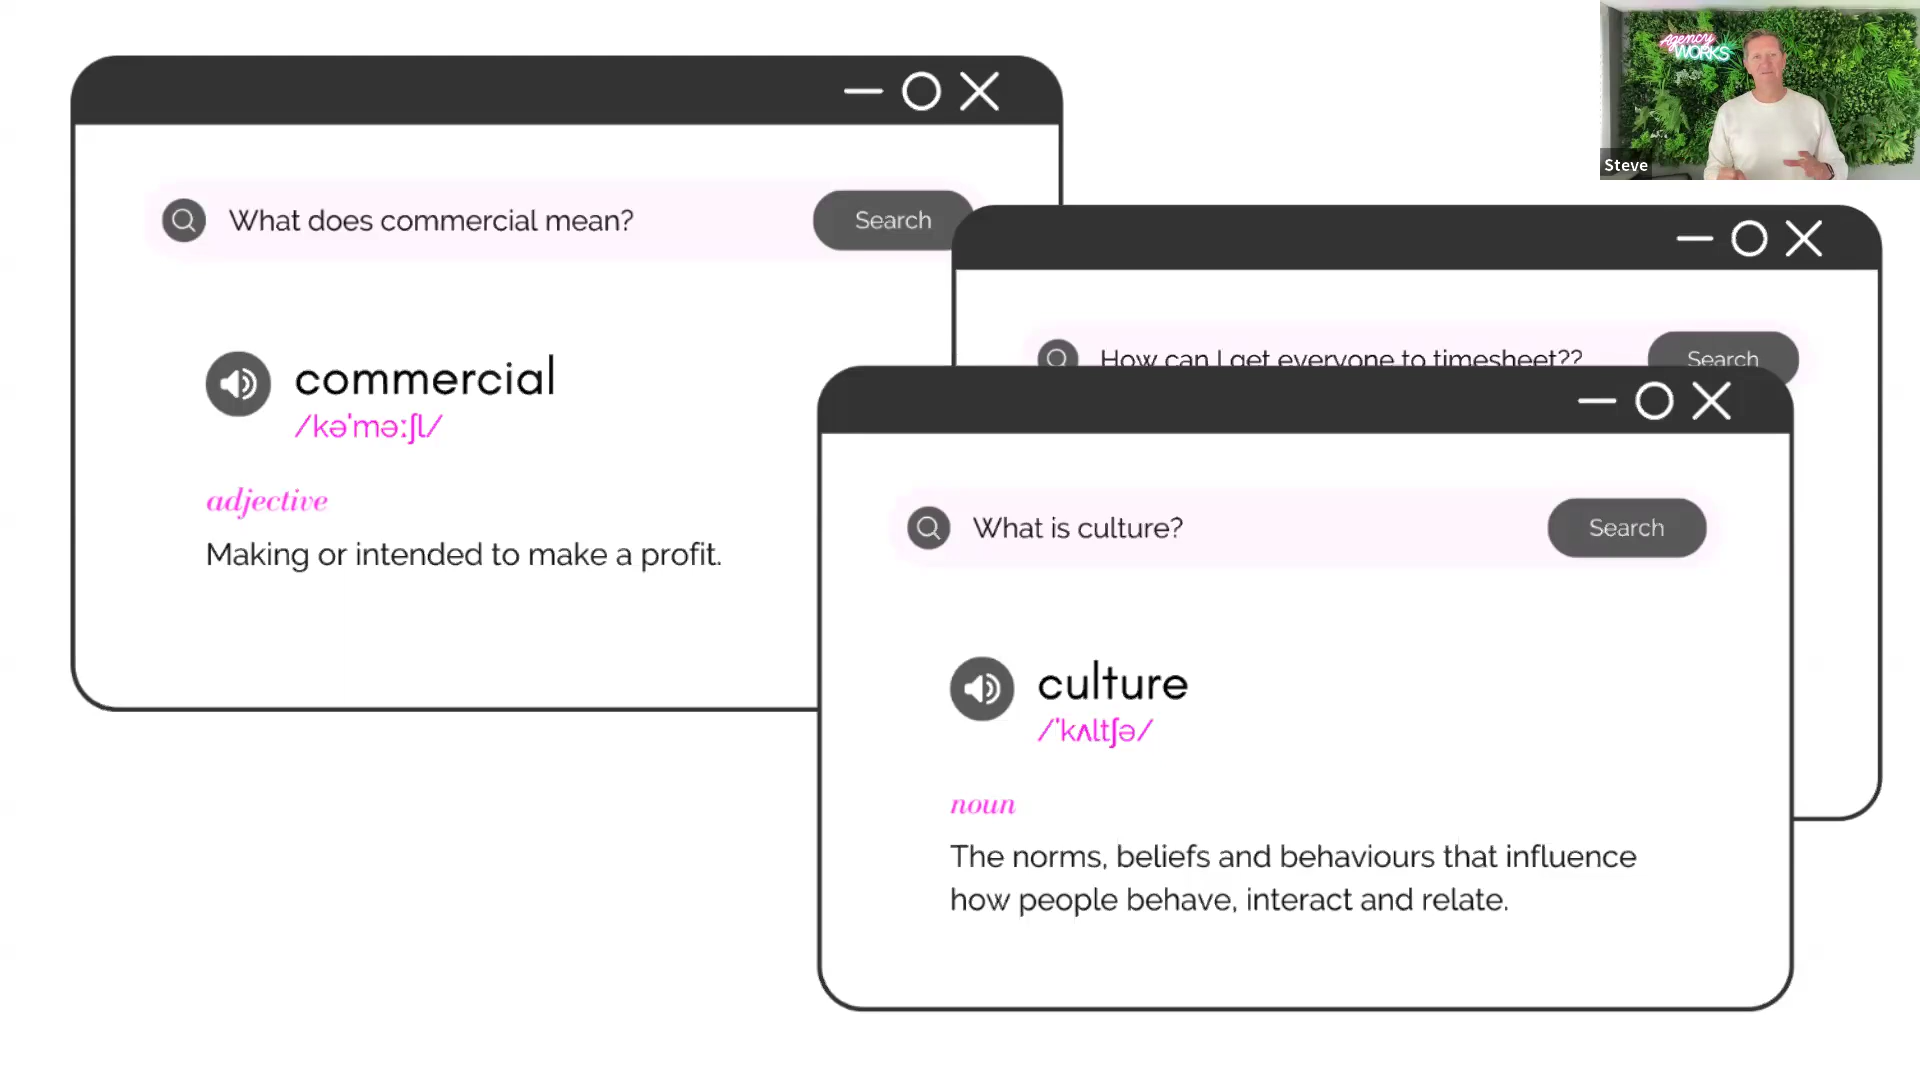 What does commercial mean?
Search
commercial
/kəˈməːʃl/
adjective
Making or intended to make a profit.
Agency
WORKS
Steve
How can I get everyone to timesheet??
Search
What is culture?
Search
culture
/ˈkʌltʃə/
noun
The norms, beliefs and behaviours that influence
how people behave, interact and relate.